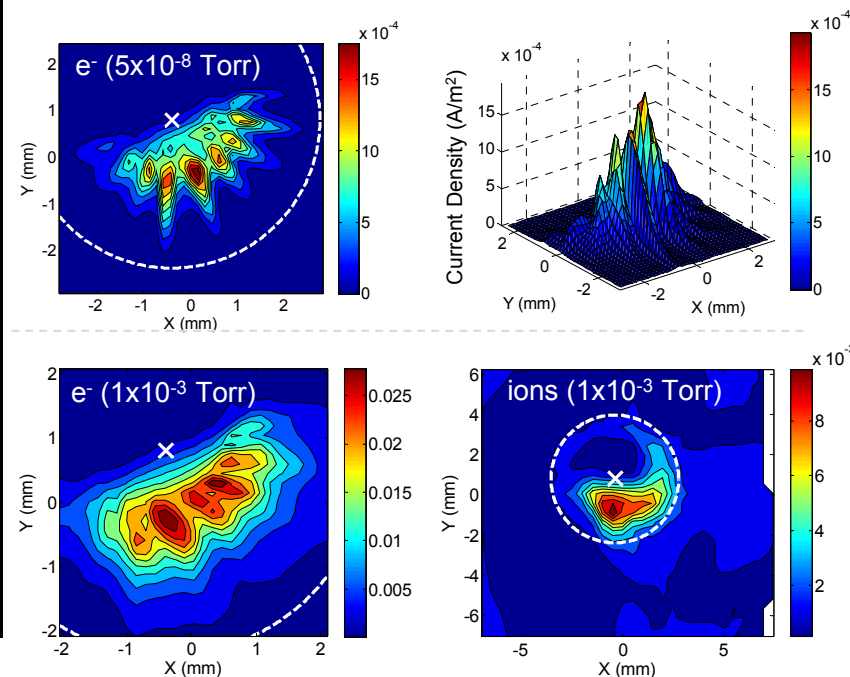 x 10-4
e- (5x10-8 Torr)
2
1
0
-1
-2
Y (mm)
-2 -1 0 1 2
X (mm)
15
10
5
0
x 10-4
Current Density (A/m2)
15
10
5
0
2
0
-2
Y (mm)
-2
0
2
X (mm)
x 10-4
15
10
5
0
e- (1x10-3 Torr)
2
1
0
-1
-2
Y (mm)
-2 -1 0 1 2
X (mm)
0.025
0.02
0.015
0.01
0.005
ions (1x10-3 Torr)
6
4
2
0
-2
-4
-6
Y (mm)
-5 0 5
X (mm)
8
6
4
2